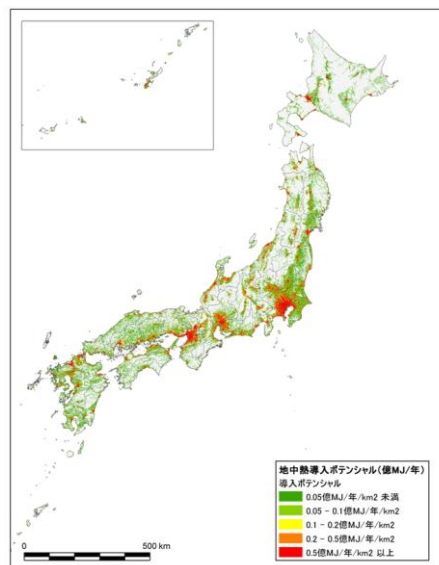 地中熱導入ポテンシャル(億MJ/年)
導入ポテンシャル
0.05億MJ/年/km2 未満
0.05 - 0.1億MJ/年/km2
0.1 - 0.2億MJ/年/km2
0.2 - 0.5億MJ/年/km2
0.5億MJ/年/km2 以上
0
500 km